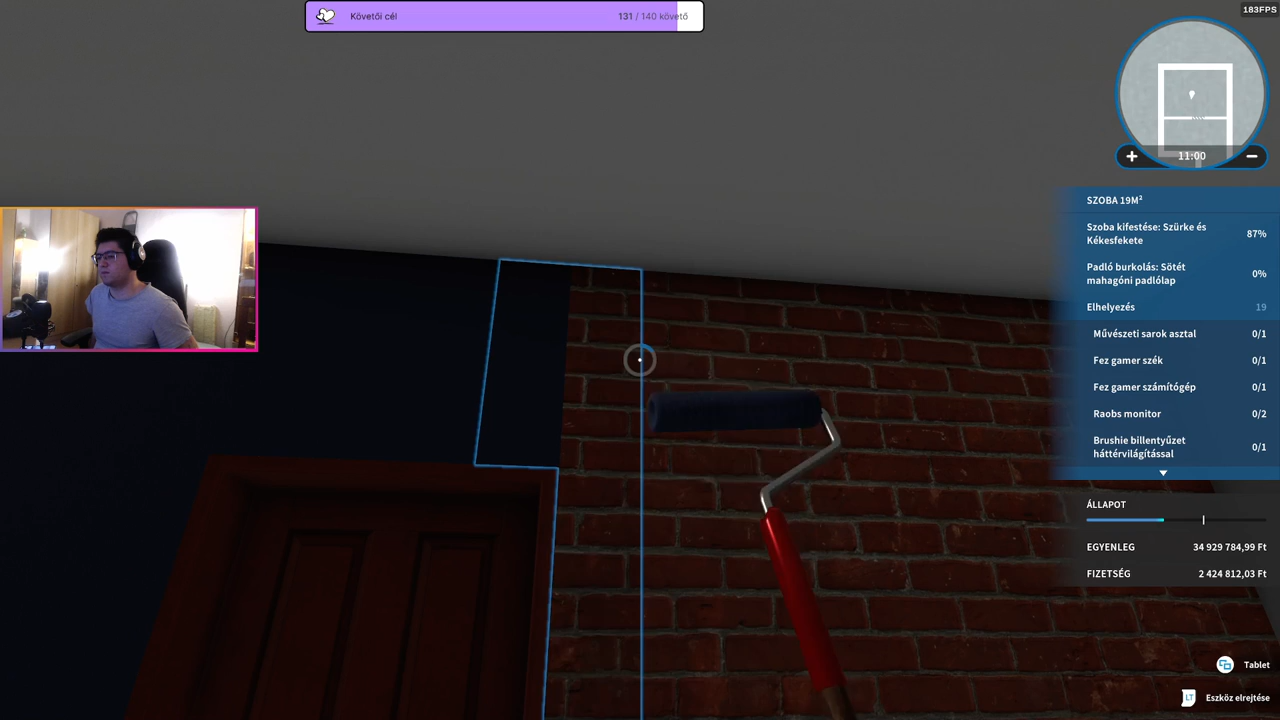 Követői cél
131 / 140 követő
183FPS
11:00
SZOBA 19M²
Szoba kifestése: Szürke és
Kékesfekete
87%
Padló burkolás: Sötét
mahagóni padlólap
0%
Elhelyezés
19
Művészeti sarok asztal
0/1
Fez gamer szék
0/1
Fez gamer számítógép
0/1
Raobs monitor
0/2
Brushie billentyűzet
háttérvilágítással
0/1
ÁLLAPOT
EGYENLEG
34 929 784,99 Ft
FIZETSÉG
2 424 812,03 Ft
Tablet
LT
Eszköz elrejtése